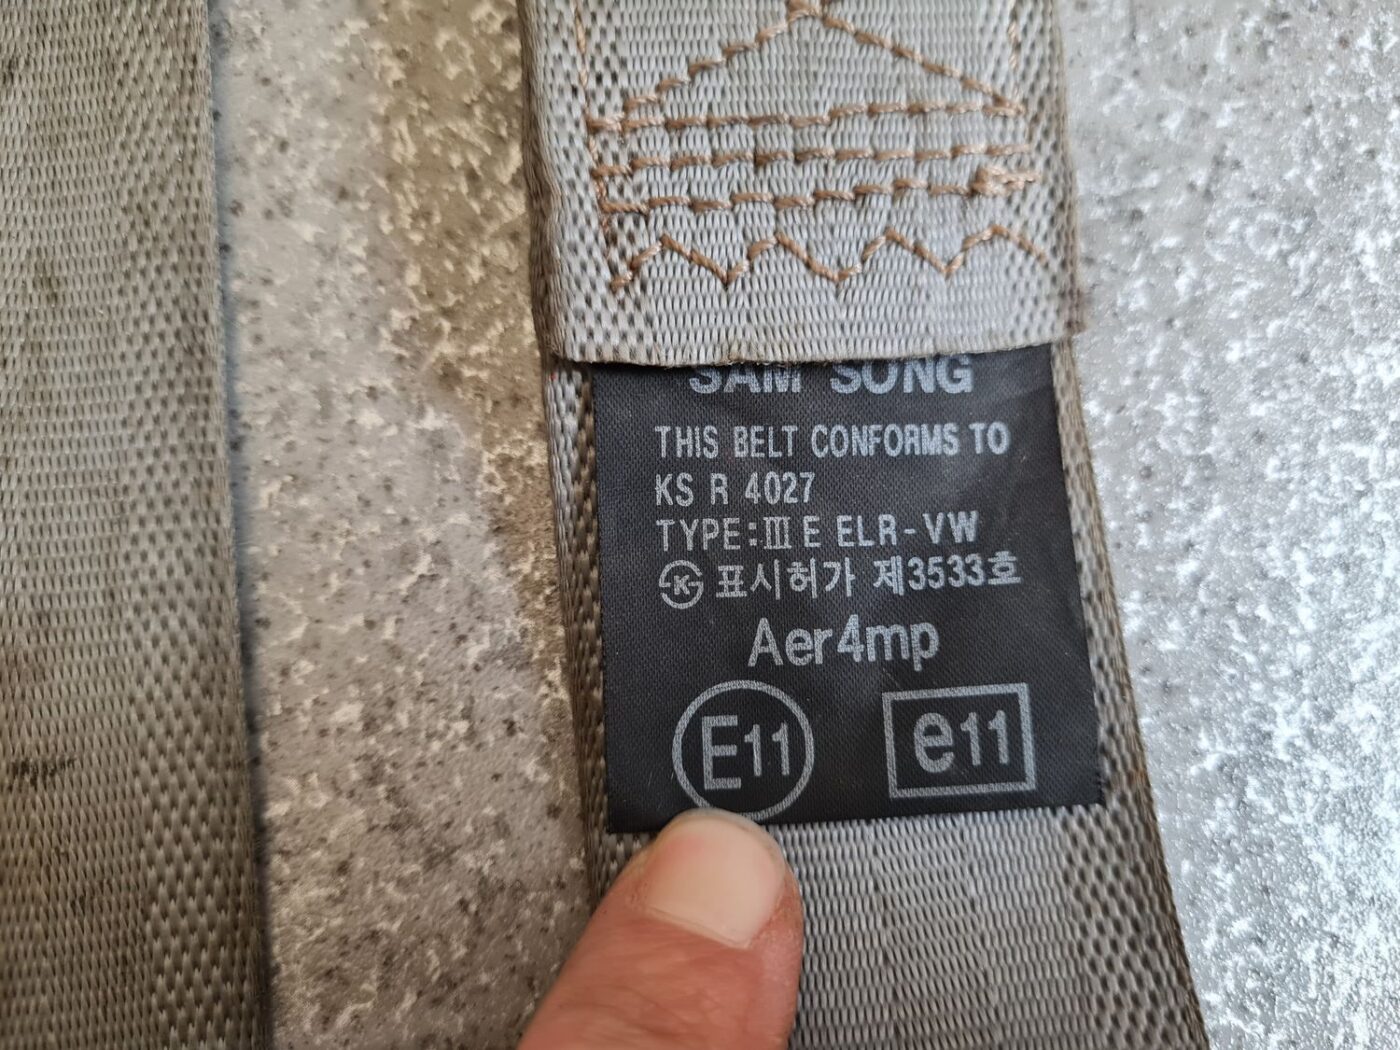 SAM SONG
THIS BELT CONFORMS TO
KS R 4027
TYPE:Ⅲ E ELR-VW
K 표시허가 제3533호
Aer4mp
E11 e11